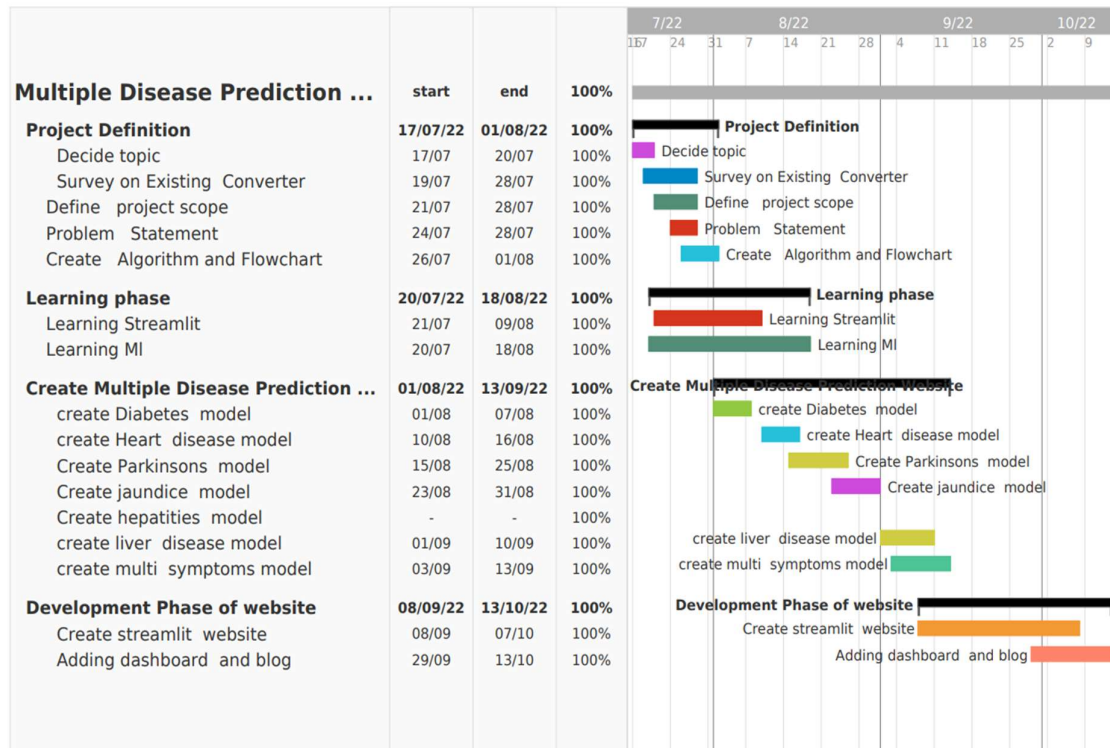 7/22 8/22 9/22 10/22
16 17 24 31 7 14 21 28 4 11 18 25 2 9
Multiple Disease Prediction ... start end 100%
Project Definition 17/07/22 01/08/22 100% Project Definition
Decide topic 17/07 20/07 100% Decide topic
Survey on Existing Converter 19/07 28/07 100% Survey on Existing Converter
Define project scope 21/07 28/07 100% Define project scope
Problem Statement 24/07 28/07 100% Problem Statement
Create Algorithm and Flowchart 26/07 01/08 100% Create Algorithm and Flowchart
Learning phase 20/07/22 18/08/22 100% Learning phase
Learning Streamlit 21/07 09/08 100% Learning Streamlit
Learning Ml 20/07 18/08 100% Learning Ml
Create Multiple Disease Prediction ... 01/08/22 13/09/22 100% Create Multiple Disease Prediction Website
create Diabetes model 01/08 07/08 100% create Diabetes model
create Heart disease model 10/08 16/08 100% create Heart disease model
Create Parkinsons model 15/08 25/08 100% Create Parkinsons model
Create jaundice model 23/08 31/08 100% Create jaundice model
Create hepatities model - - 100%
create liver disease model 01/09 10/09 100% create liver disease model
create multi symptoms model 03/09 13/09 100% create multi symptoms model
Development Phase of website 08/09/22 13/10/22 100% Development Phase of website
Create streamlit website 08/09 07/10 100% Create streamlit website
Adding dashboard and blog 29/09 13/10 100% Adding dashboard and blog